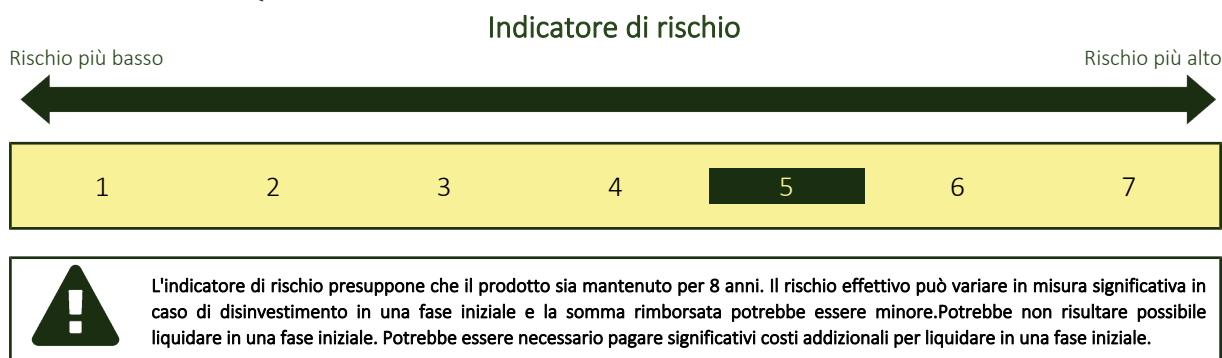 Indicatore di rischio
Rischio più basso
Rischio più alto
1 2 3 4 5 6 7
L'indicatore di rischio presuppone che il prodotto sia mantenuto per 8 anni. Il rischio effettivo può variare in misura significativa in
caso di disinvestimento in una fase iniziale e la somma rimborsata potrebbe essere minore.Potrebbe non risultare possibile
liquidare in una fase iniziale. Potrebbe essere necessario pagare significativi costi addizionali per liquidare in una fase iniziale.